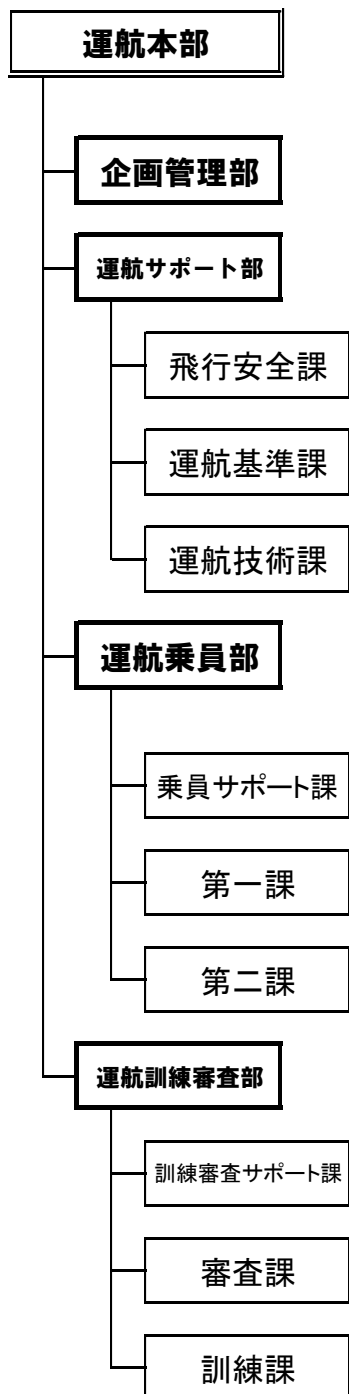 運航本部
企画管理部
運航サポート部
飛行安全課
運航基準課
運航技術課
運航乗員部
乗員サポート課
第一課
第二課
運航訓練審査部
訓練審査サポート課
審査課
訓練課